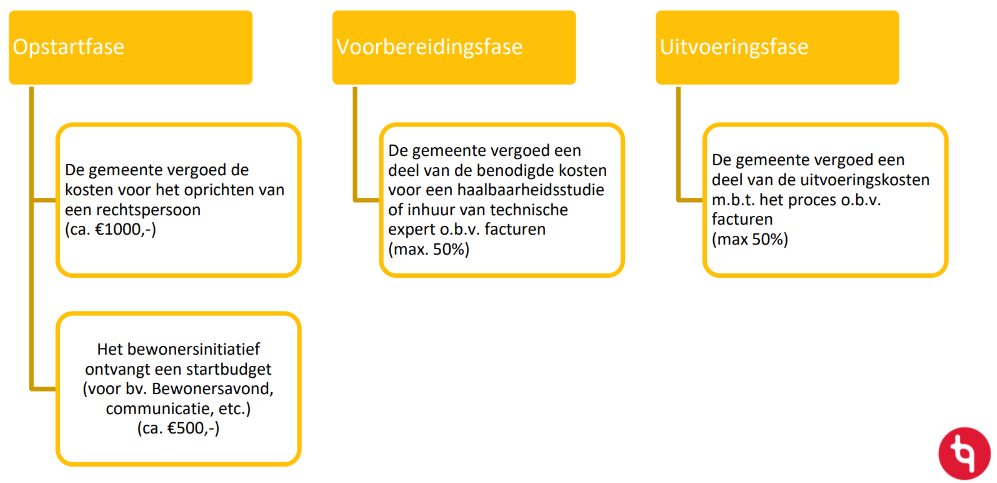 Opstartfase
De gemeente vergoed de
kosten voor het oprichten van
een rechtspersoon
(ca. €1000,-)
Het bewonersinitiatief
ontvangt een startbudget
(voor bv. Bewonersavond,
communicatie, etc.)
(ca. €500,-)
Voorbereidingsfase
De gemeente vergoed een
deel van de benodigde kosten
voor een haalbaarheidsstudie
of inhuur van technische
expert o.b.v. facturen
(max. 50%)
Uitvoeringsfase
De gemeente vergoed een
deel van de uitvoeringskosten
m.b.t. het proces o.b.v.
facturen
(max 50%)